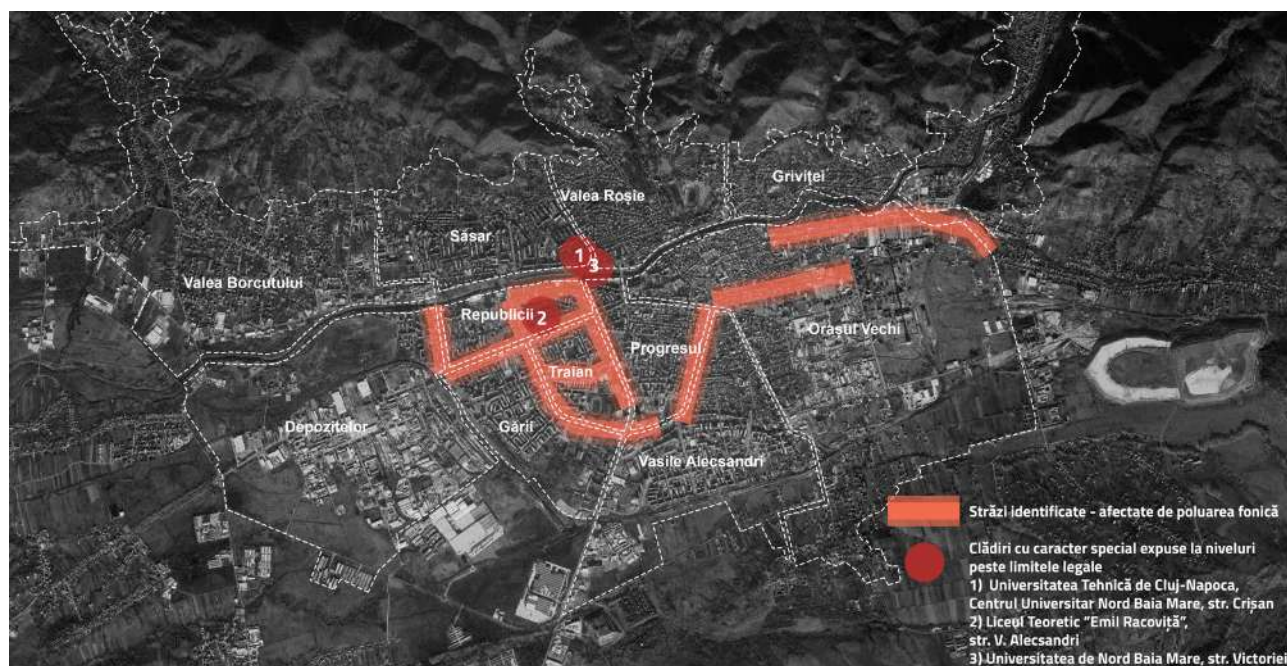 Griviței
Valea Roșie
Săsar
1
3
Valea Borcutului
Republicii
2
Orașul Vechi
Progresul
Traian
Gării
Depozitelor
Vasile Alecsandri
Străzi identificate - afectate de poluarea fonică
Clădiri cu caracter special expuse la niveluri
peste limitele legale
1) Universitatea Tehnică de Cluj-Napoca,
Centrul Universitar Nord Baia Mare, str. Crișan
2) Liceul Teoretic "Emil Racoviță",
str. V. Alecsandri
3) Universitatea de Nord Baia Mare, str. Victoriei